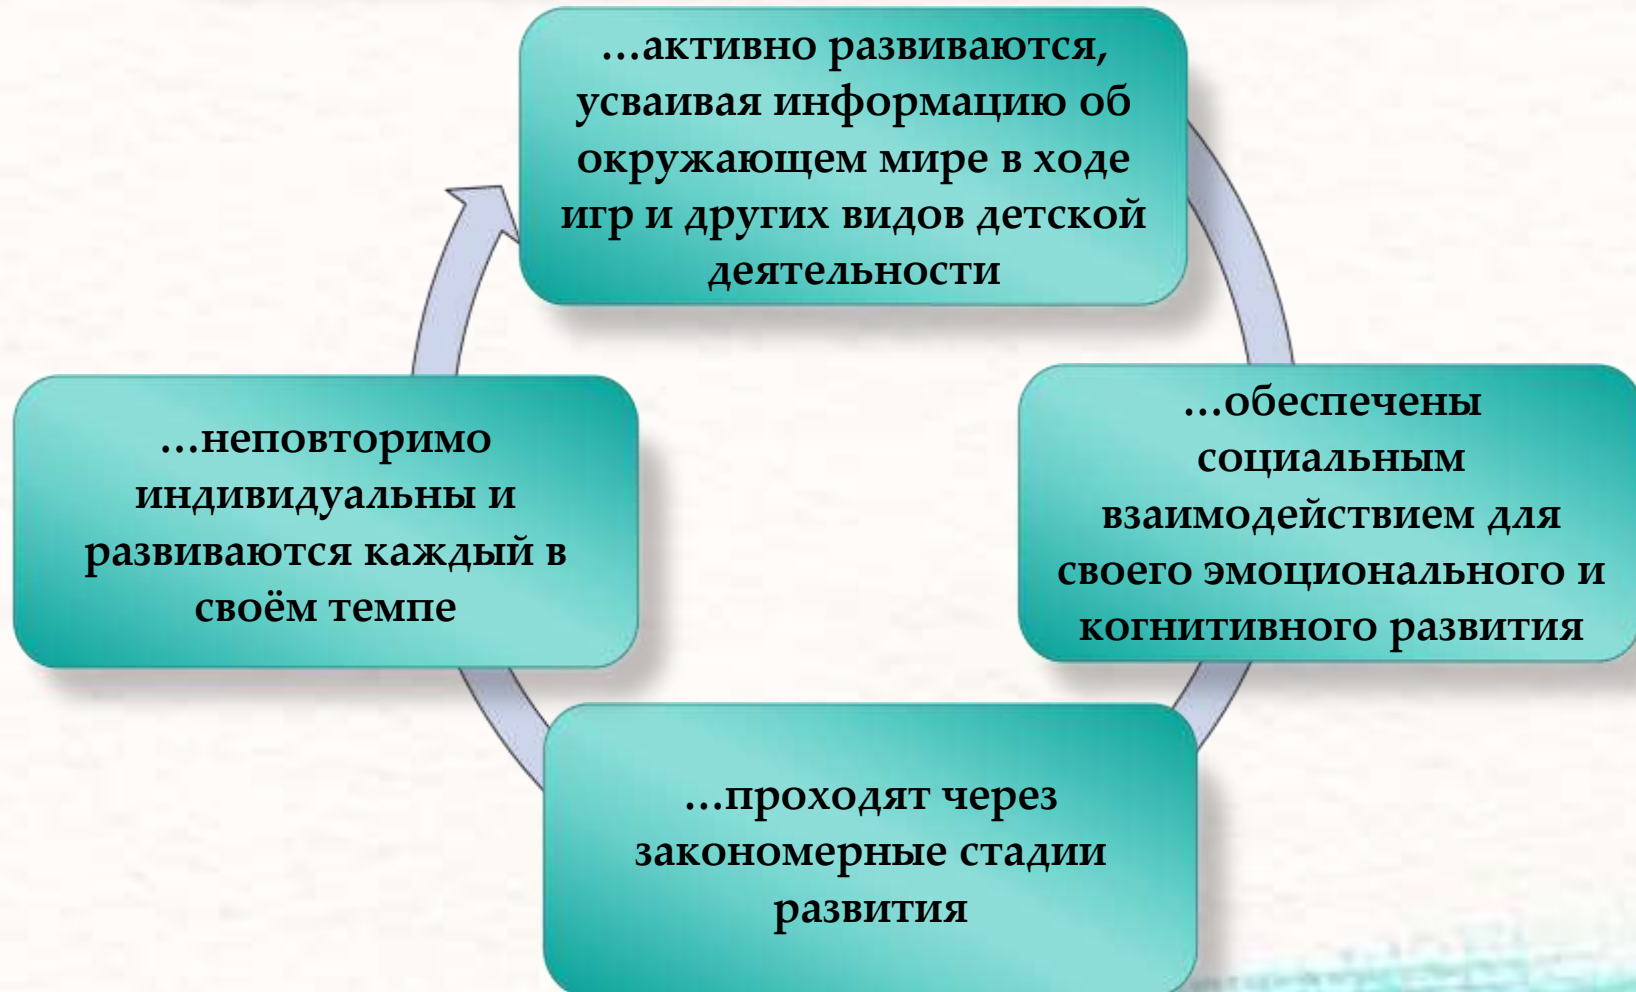 ...активно развиваются,
усваивая информацию об
окружающем мире в ходе
игр и других видов детской
деятельности
...обеспечены
социальным
взаимодействием для
своего эмоционального и
когнитивного развития
...проходят через
закономерные стадии
развития
...неповторимо
индивидуальны и
развиваются каждый в
своём темпе